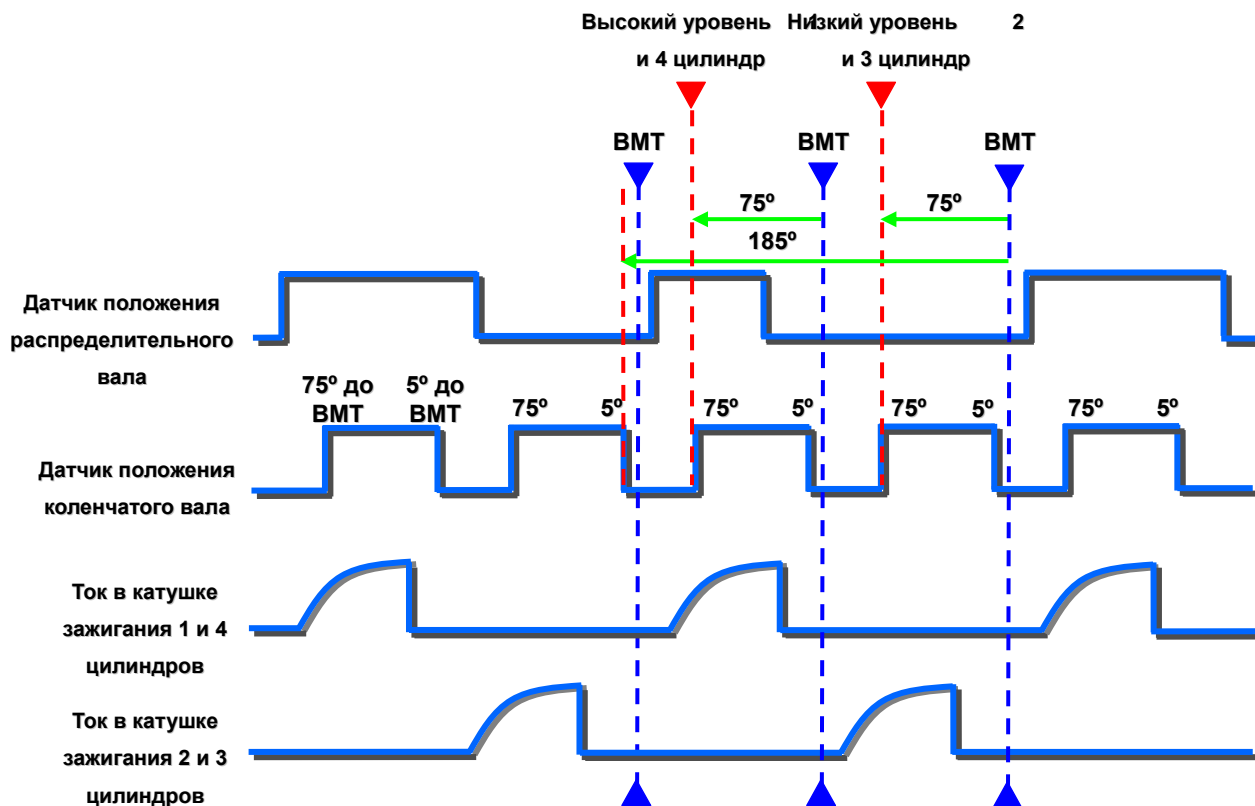 Высокий уровень 1 Низкий уровень 2
и 4 цилиндр и 3 цилиндр
ВМТ ВМТ ВМТ
75º 75º
185º
Датчик положения
распределительного
вала
75º до
ВМТ
5º до
ВМТ
75º 5º 75º 5º 75º 5º 75º 5º
Датчик положения
коленчатого вала
Ток в катушке
зажигания 1 и 4
цилиндров
Ток в катушке
зажигания 2 и 3
цилиндров